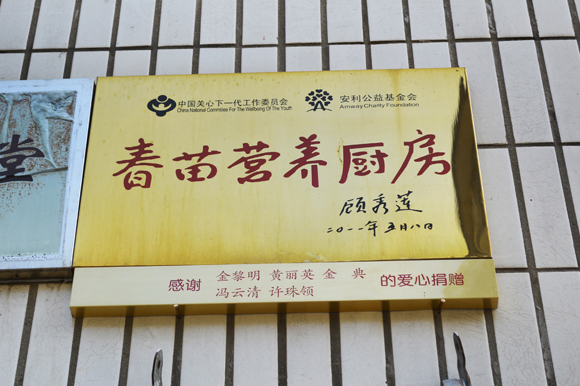 中国关心下一代工作委员会
China National Committee For The Wellbeing Of The Youth
安利公益基金会
Amway Charity Foundation
春苗营养厨房
顾秀莲
二〇一一年五月八日
感谢 金黎明 黄丽英 金 典 的爱心捐赠
冯云清 许珠领
堂